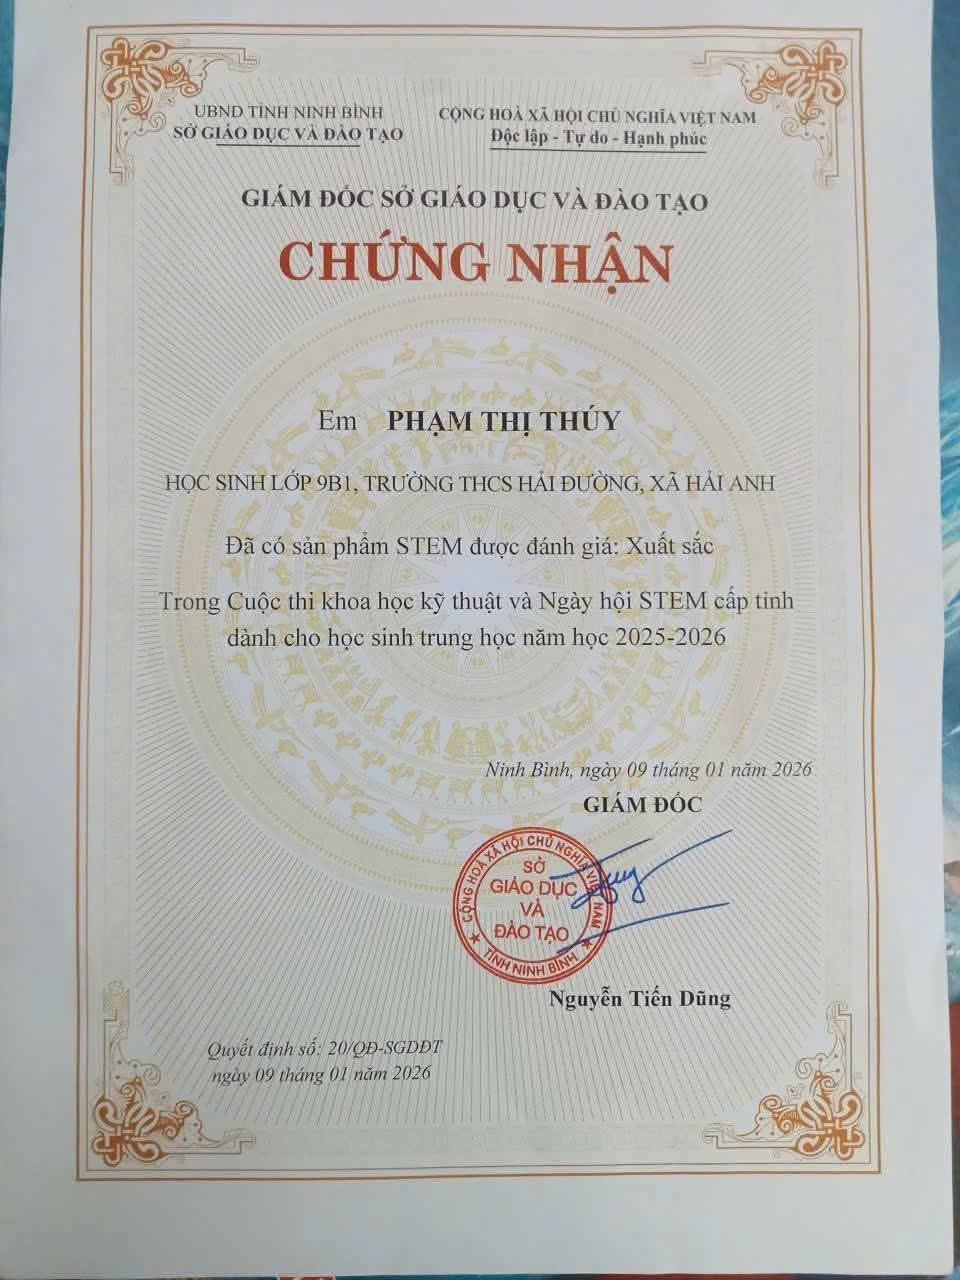 UBND TỈNH NINH BÌNH
SỞ GIÁO DỤC VÀ ĐÀO TẠO
CỘNG HOÀ XÃ HỘI CHỦ NGHĨA VIỆT NAM
Độc lập - Tự do - Hạnh phúc
GIÁM ĐỐC SỞ GIÁO DỤC VÀ ĐÀO TẠO
CHỨNG NHẬN
Em PHẠM THỊ THÚY
HỌC SINH LỚP 9B1, TRƯỜNG THCS HẢI ĐƯỜNG, XÃ HẢI ANH
Đã có sản phẩm STEM được đánh giá: Xuất sắc
Trong Cuộc thi khoa học kỹ thuật và Ngày hội STEM cấp tỉnh
dành cho học sinh trung học năm học 2025-2026
Ninh Bình, ngày 09 tháng 01 năm 2026
GIÁM ĐỐC
CỘNG HOÀ XÃ HỘI CHỦ NGHĨA VIỆT NAM
SỞ
GIÁO DỤC
VÀ
ĐÀO TẠO
TỈNH NINH BÌNH
Nguyễn Tiến Dũng
Quyết định số: 20/QĐ-SGDĐT
ngày 09 tháng 01 năm 2026